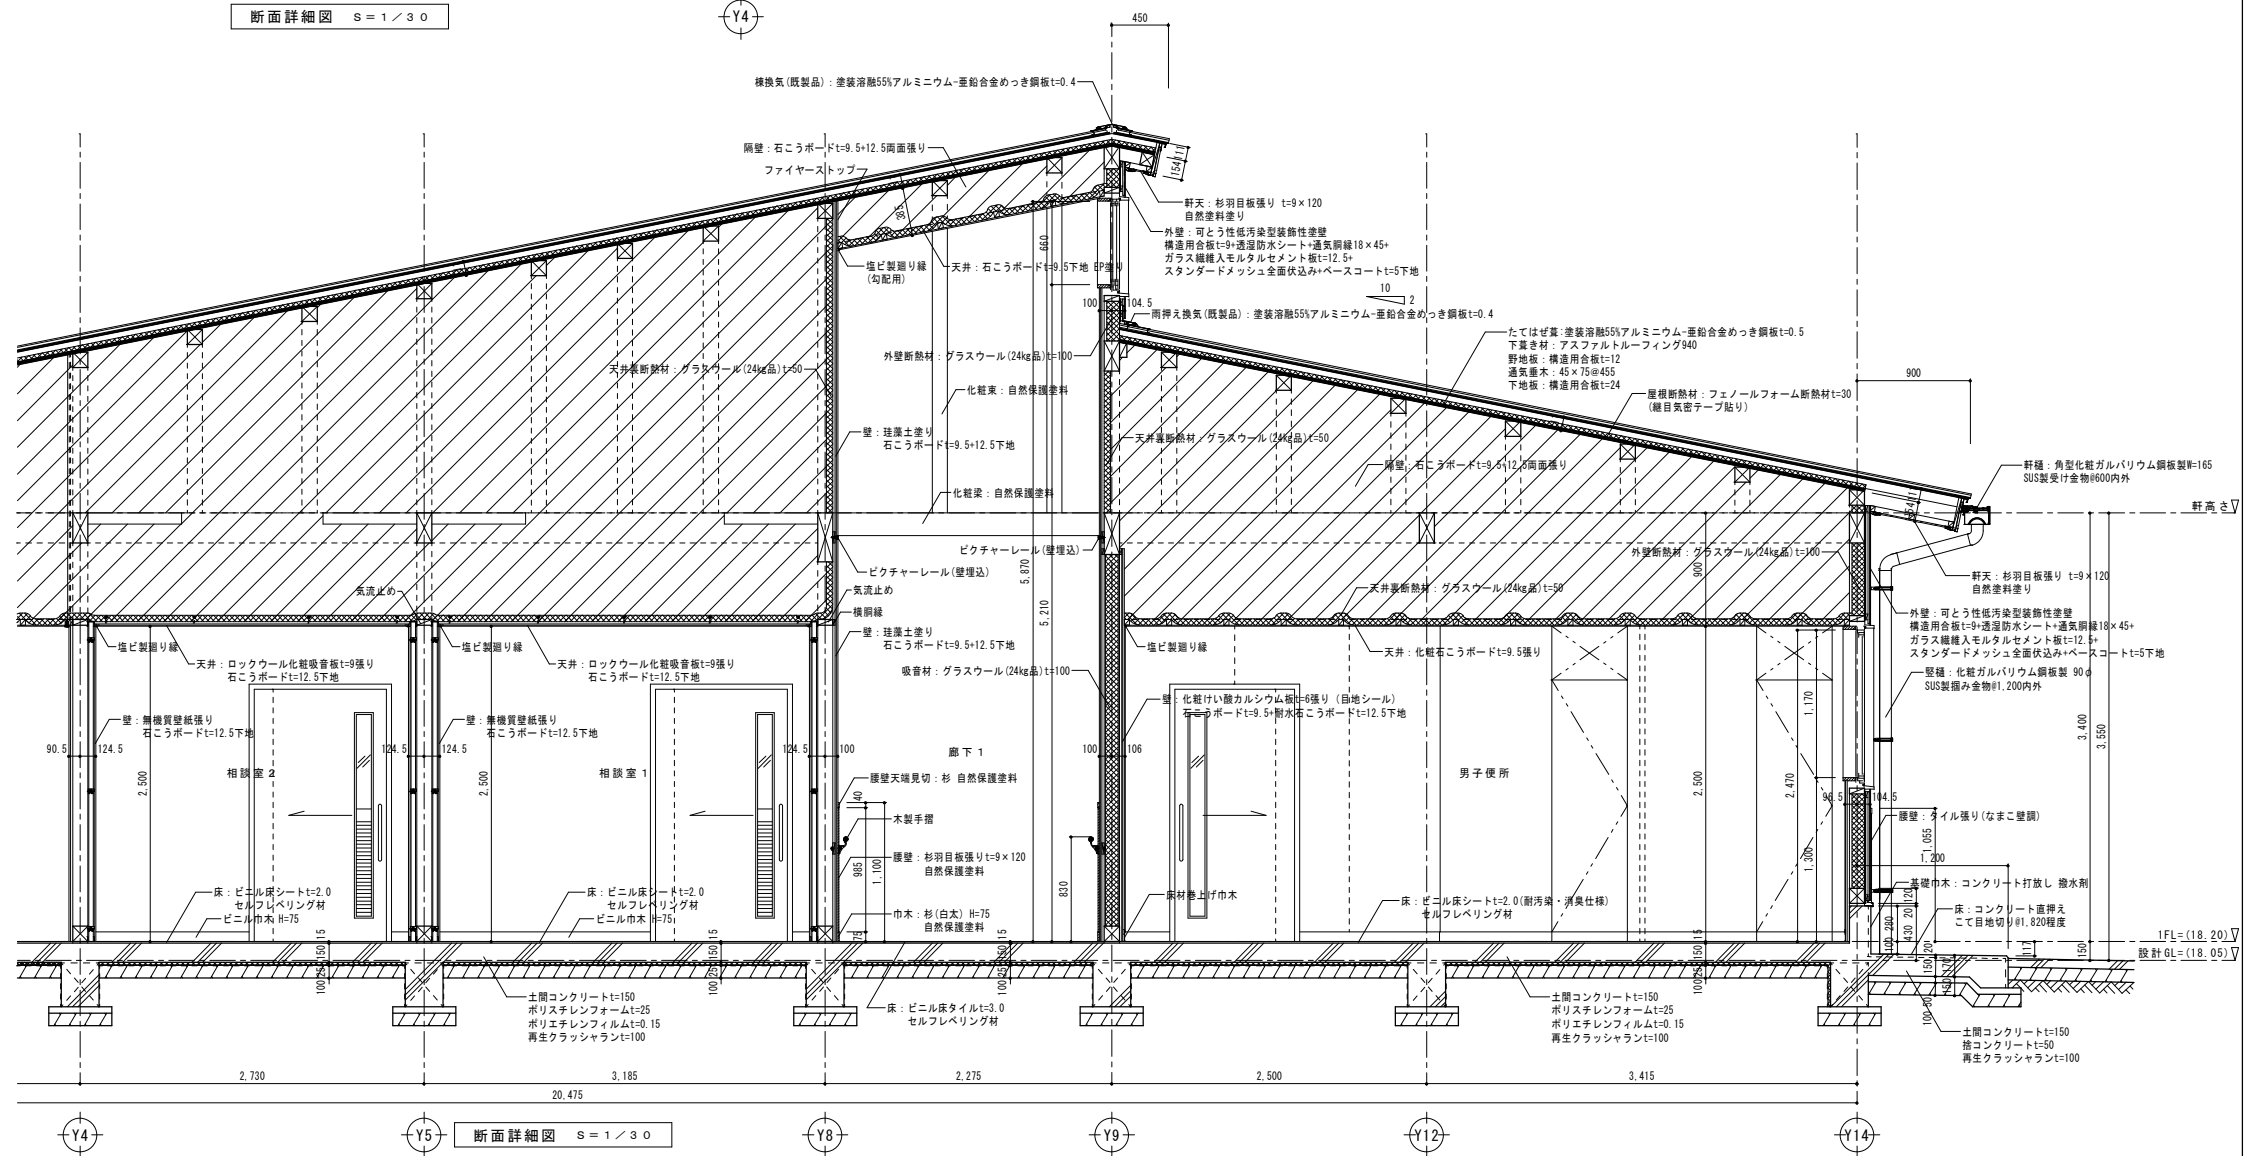 断面詳細図 S=1/30
Y4
450
棟換気(既製品):塗装溶融55%アルミニウム-亜鉛合金めっき鋼板t=0.4
隔壁:石こうボードt=9.5+12.5両面張り
ファイヤーストップ
154
11
385
660
軒天:杉羽目板張り t=9×120
自然塗料塗り
外壁:可とう性低汚染型装飾性塗壁
構造用合板t=9+透湿防水シート+通気胴縁18×45+
ガラス繊維入モルタルセメント板t=12.5+
スタンダードメッシュ全面伏込み+ベースコートt=5下地
塩ビ製廻り縁
(勾配用)
天井:石こうボードt=9.5下地 EP塗り
10
2
100
104.5
雨押え換気(既製品):塗装溶融55%アルミニウム-亜鉛合金めっき鋼板t=0.4
たてはぜ葺:塗装溶融55%アルミニウム-亜鉛合金めっき鋼板t=0.5
下葺き材:アスファルトルーフィング940
野地板:構造用合板t=12
通気垂木:45×75@455
下地板:構造用合板t=24
900
外壁断熱材:グラスウール(24kg品)t=100
天井裏断熱材:グラスウール(24kg品)t=50
屋根断熱材:フェノールフォーム断熱材t=30
(継目気密テープ貼り)
化粧束:自然保護塗料
壁:珪藻土塗り
石こうボードt=9.5+12.5下地
天井裏断熱材:グラスウール(24kg品)t=50
隔壁:石こうボードt=9.5+12.5両面張り
軒樋:角型化粧ガルバリウム鋼板製W=165
SUS製受け金物@600内外
化粧梁:自然保護塗料
軒高さ
ピクチャーレール(壁埋込)
ピクチャーレール(壁埋込)
5,870
5,210
900
外壁断熱材:グラスウール(24kg品)t=100
軒天:杉羽目板張り t=9×120
自然塗料塗り
気流止め
気流止め
天井裏断熱材:グラスウール(24kg品)t=50
横胴縁
外壁:可とう性低汚染型装飾性塗壁
構造用合板t=9+透湿防水シート+通気胴縁18×45+
ガラス繊維入モルタルセメント板t=12.5+
スタンダードメッシュ全面伏込み+ベースコートt=5下地
壁:珪藻土塗り
石こうボードt=9.5+12.5下地
塩ビ製廻り縁
塩ビ製廻り縁
塩ビ製廻り縁
天井:ロックウール化粧吸音板t=9張り
石こうボードt=12.5下地
天井:ロックウール化粧吸音板t=9張り
石こうボードt=12.5下地
天井:化粧石こうボードt=9.5張り
吸音材:グラスウール(24kg品)t=100
竪樋:化粧ガルバリウム鋼板製 90φ
SUS製掴み金物@1,200内外
壁:化粧けい酸カルシウム板t=6張り(目地シール)
石こうボードt=9.5+耐水石こうボードt=12.5下地
壁:無機質壁紙張り
石こうボードt=12.5下地
壁:無機質壁紙張り
石こうボードt=12.5下地
1,170
3,400
3,550
90.5
124.5
124.5
124.5
124.5
100
廊下1
100
106
相談室2
相談室1
男子便所
2,500
2,500
2,500
2,470
腰壁天端見切:杉 自然保護塗料
40
96.5
104.5
木製手摺
腰壁:タイル張り(なまこ壁調)
1,055
腰壁:杉羽目板張りt=9×120
自然保護塗料
985
1,100
830
1,300
1,200
床:ビニル床シートt=2.0
セルフレベリング材
床:ビニル床シートt=2.0
セルフレベリング材
床材巻上げ巾木
床:ビニル床シートt=2.0(耐汚染・消臭仕様)
セルフレベリング材
基礎巾木:コンクリート打放し 撥水剤
ビニル巾木 H=75
ビニル巾木 H=75
巾木:杉(白太) H=75
自然保護塗料
75
床:コンクリート直押え
こて目地切り@1,820程度
120
20
280
430
100
1FL=(18.20)
設計GL=(18.05)
100 25 150 15
100 25 150 15
100 25 150 15
100 25 150 15
117
150
土間コンクリートt=150
ポリスチレンフォームt=25
ポリエチレンフィルムt=0.15
再生クラッシャランt=100
床:ビニル床タイルt=3.0
セルフレベリング材
土間コンクリートt=150
ポリスチレンフォームt=25
ポリエチレンフィルムt=0.15
再生クラッシャランt=100
土間コンクリートt=150
捨コンクリートt=50
再生クラッシャランt=100
2,730
3,185
2,275
2,500
3,415
20,475
Y4
Y5
断面詳細図 S=1/30
Y8
Y9
Y12
Y14